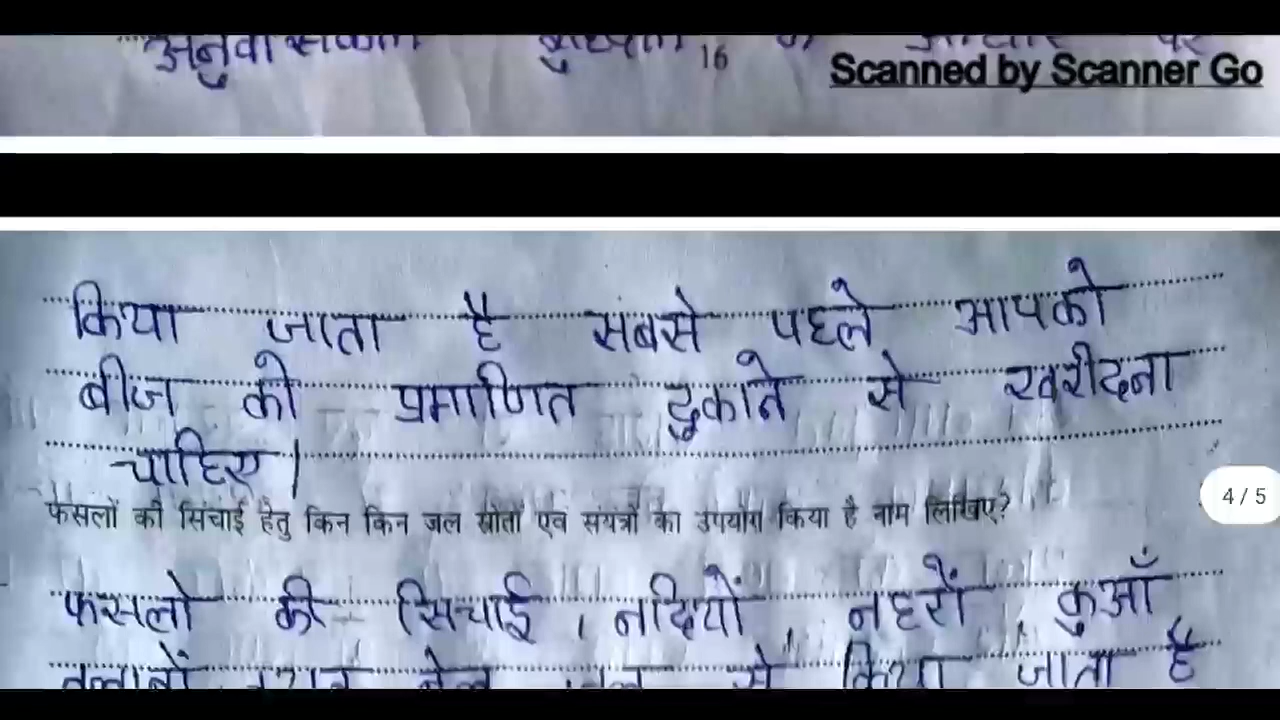 16
Scanned by Scanner Go
किया जाता है सबसे पहले आपको
बीज को प्रमाणित दुकाने से खरीदना
चाहिए।
फसलों की सिंचाई हेतु किन किन जल स्रोतों एवं संयंत्रों का उपयोग किया है नाम लिखिए?
4 / 5
फसलो की सिचाई, नदियों, नहरों, कुआँ,
से किया जाता है